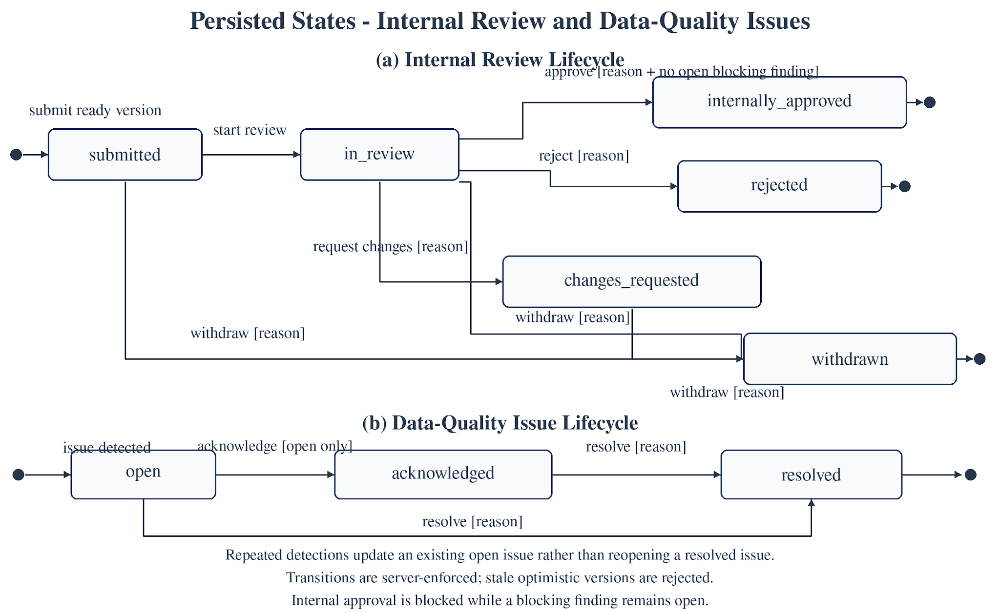 Persisted States - Internal Review and Data-Quality Issues
(a) Internal Review Lifecycle
approve [reason + no open blocking finding]
internally_approved
submit ready version
start review
submitted
in_review
reject [reason]
rejected
request changes [reason]
changes_requested
withdraw [reason]
withdraw [reason]
withdrawn
withdraw [reason]
(b) Data-Quality Issue Lifecycle
issue detected
acknowledge [open only]
resolve [reason]
open
acknowledged
resolved
resolve [reason]
Repeated detections update an existing open issue rather than reopening a resolved issue.
Transitions are server-enforced; stale optimistic versions are rejected.
Internal approval is blocked while a blocking finding remains open.